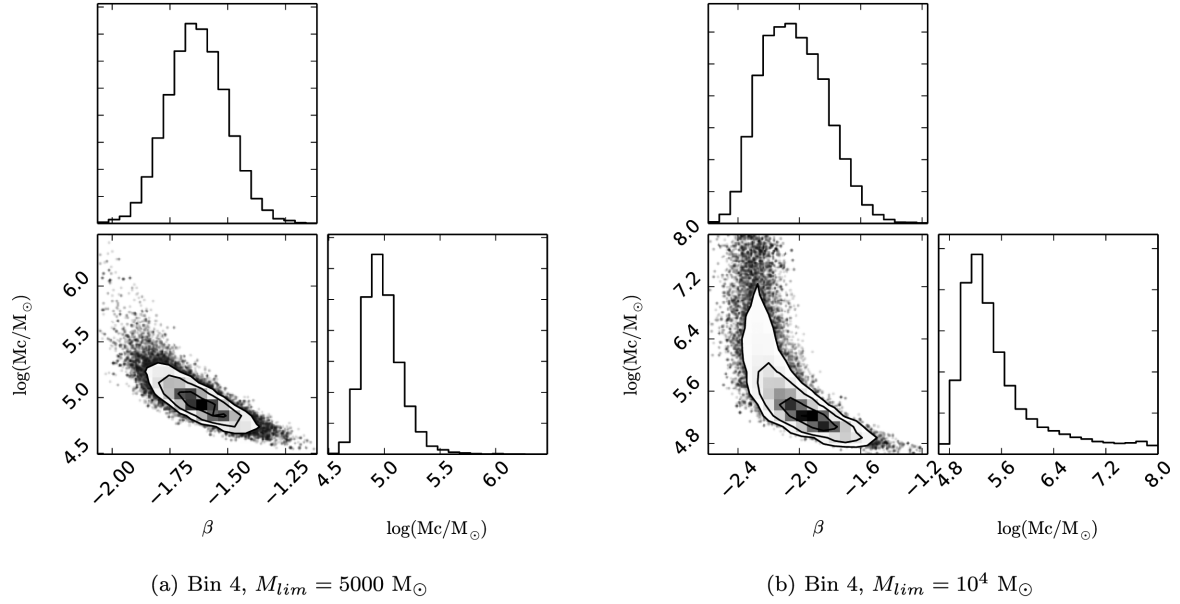 8.0
7.2
6.4
5.6
4.8
6.0
5.5
5.0
4.5
log(Mc/M⊙)
log(Mc/M⊙)
−2.00 −1.75 −1.50 −1.25
4.5 5.0 5.5 6.0
−2.4 −2.0 −1.6 −1.2
4.8 5.6 6.4 7.2 8.0
β log(Mc/M⊙) β log(Mc/M⊙)
(a) Bin 4, M_lim = 5000 M⊙
(b) Bin 4, M_lim = 10⁴ M⊙